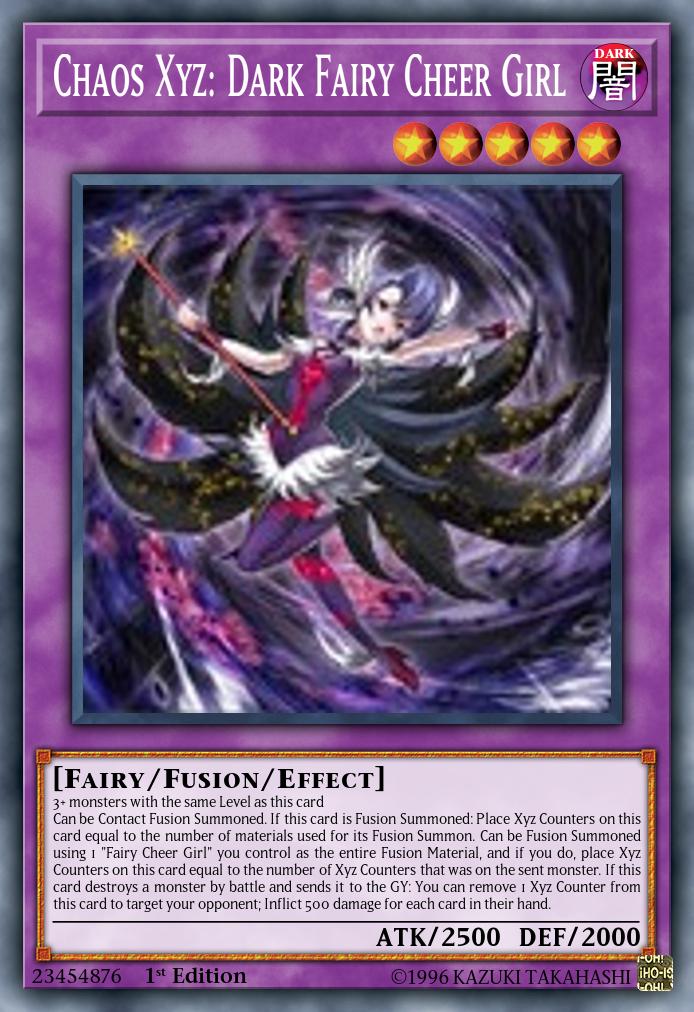 CHAOS XYZ: DARK FAIRY CHEER GIRL
DARK
闇
[FAIRY/FUSION/EFFECT]
3+ monsters with the same Level as this card
Can be Contact Fusion Summoned. If this card is Fusion Summoned: Place Xyz Counters on this
card equal to the number of materials used for its Fusion Summon. Can be Fusion Summoned
using 1 "Fairy Cheer Girl" you control as the entire Fusion Material, and if you do, place Xyz
Counters on this card equal to the number of Xyz Counters that was on the sent monster. If this
card destroys a monster by battle and sends it to the GY: You can remove 1 Xyz Counter from
this card to target your opponent; Inflict 500 damage for each card in their hand.
ATK/2500 DEF/2000
23454876 1st Edition ©1996 KAZUKI TAKAHASHI